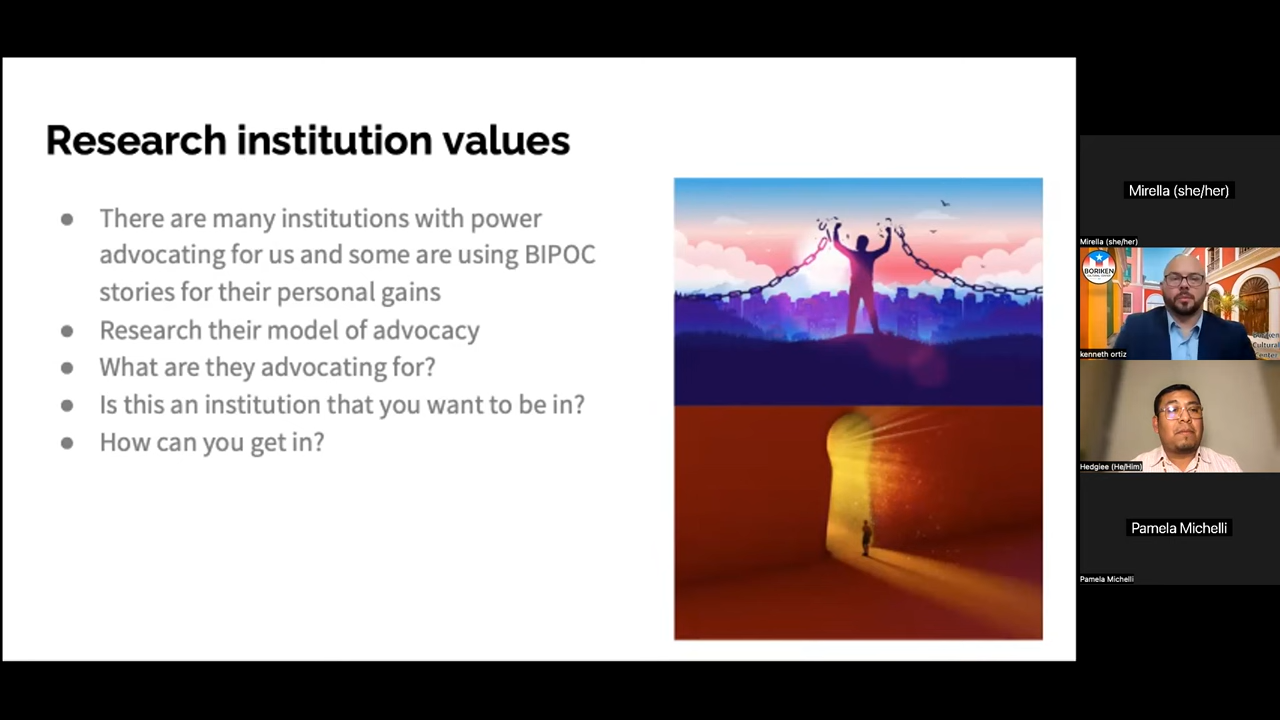 Research institution values
● There are many institutions with power
advocating for us and some are using BIPOC
stories for their personal gains
● Research their model of advocacy
● What are they advocating for?
● Is this an institution that you want to be in?
● How can you get in?
Mirella (she/her)
Mirella (she/her)
BORIKEN
Cultural
Center
kenneth ortiz
Hedgiee (He/Him)
Pamela Michelli
Pamela Michelli